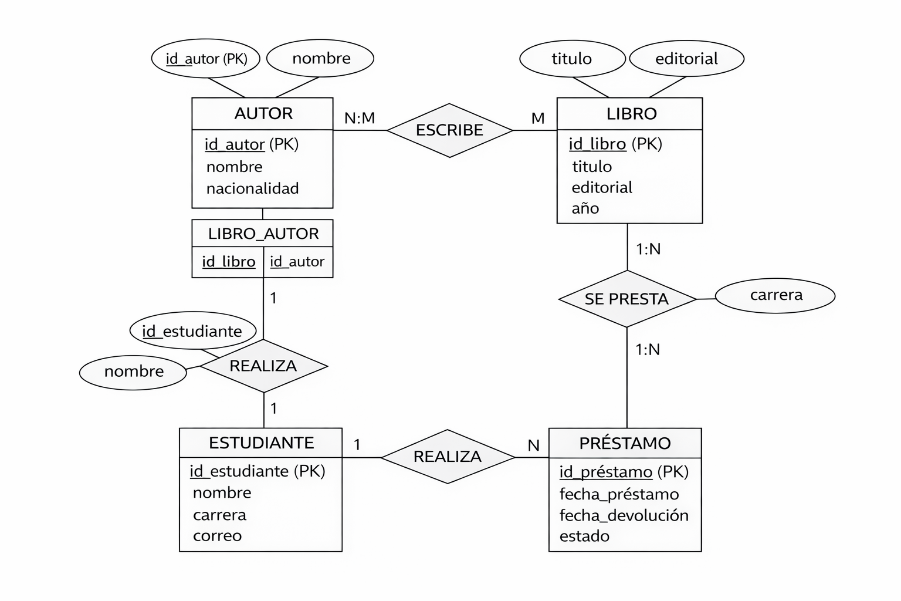 id_autor (PK)
nombre
titulo
editorial
AUTOR
id_autor (PK)
nombre
nacionalidad
N:M
ESCRIBE
M
LIBRO
id_libro (PK)
titulo
editorial
año
LIBRO_AUTOR
id_libro
id_autor
1
1:N
SE PRESTA
carrera
1:N
id_estudiante
nombre
REALIZA
1
ESTUDIANTE
id_estudiante (PK)
nombre
carrera
correo
1
REALIZA
N
PRÉSTAMO
id_préstamo (PK)
fecha_préstamo
fecha_devolución
estado